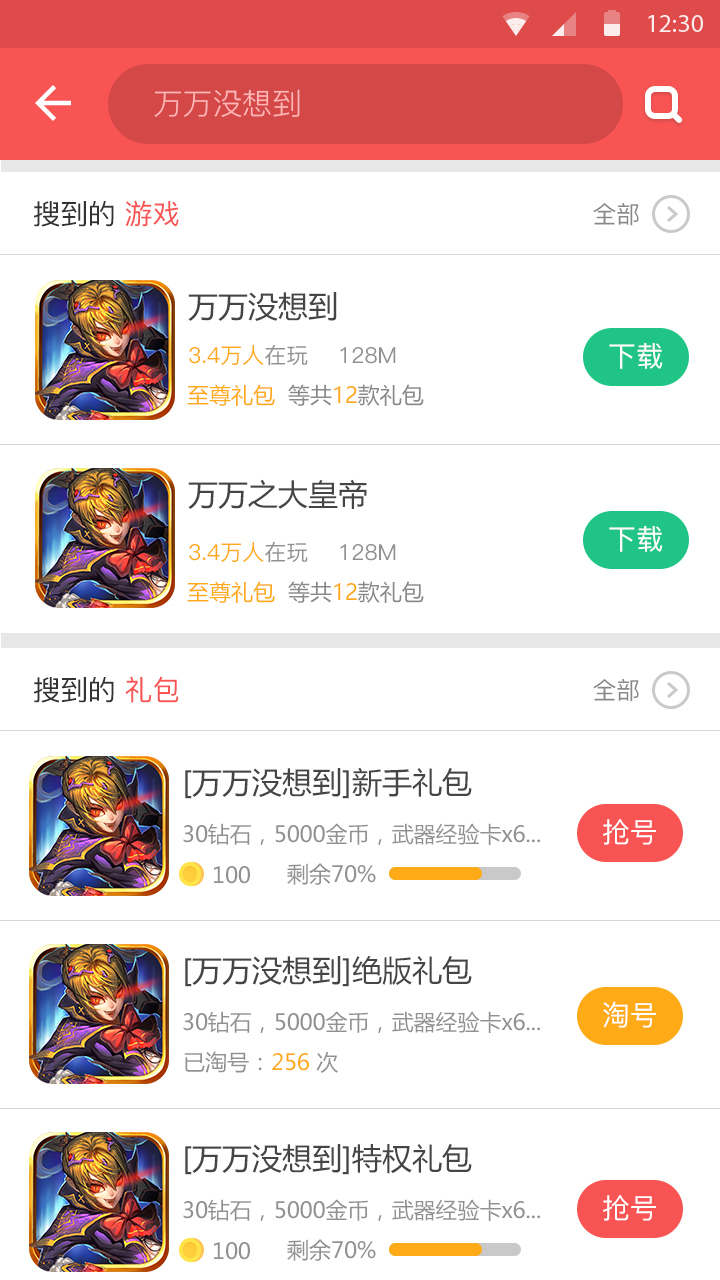 12:30
万万没想到
搜到的 游戏 全部
万万没想到
3.4万人在玩 128M
下载
至尊礼包 等共12款礼包
万万之大皇帝
下载
3.4万人在玩 128M
至尊礼包 等共12款礼包
搜到的 礼包 全部
[万万没想到]新手礼包
30钻石，5000金币，武器经验卡x6...
抢号
100 剩余70%
[万万没想到]绝版礼包
30钻石，5000金币，武器经验卡x6...
淘号
已淘号：256 次
[万万没想到]特权礼包
30钻石，5000金币，武器经验卡x6...
抢号
100 剩余70%